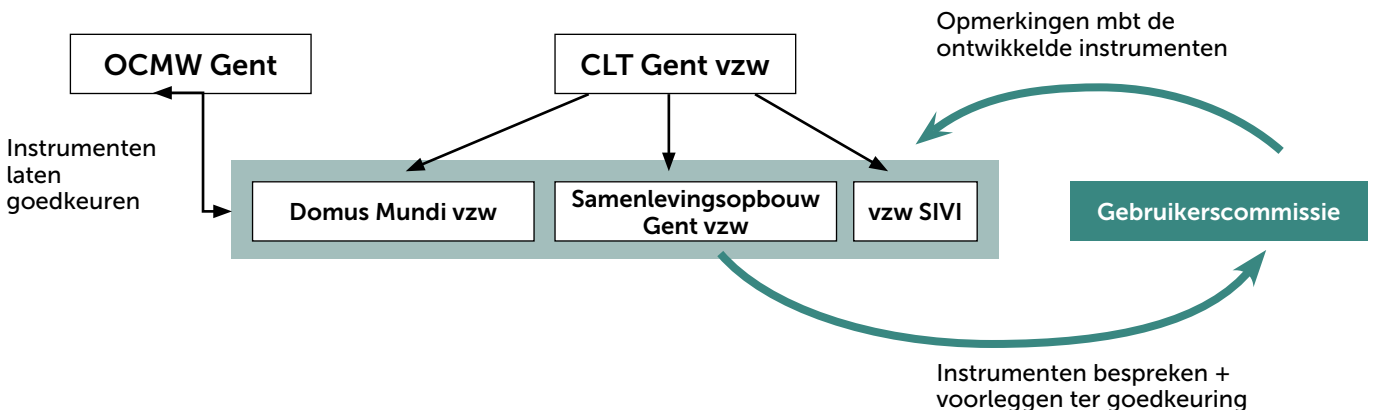 Opmerkingen mbt de
ontwikkelde instrumenten
OCMW Gent
CLT Gent vzw
Instrumenten
laten
goedkeuren
Domus Mundi vzw
Samenlevingsopbouw
Gent vzw
vzw SIVI
Gebruikerscommissie
Instrumenten bespreken +
voorleggen ter goedkeuring